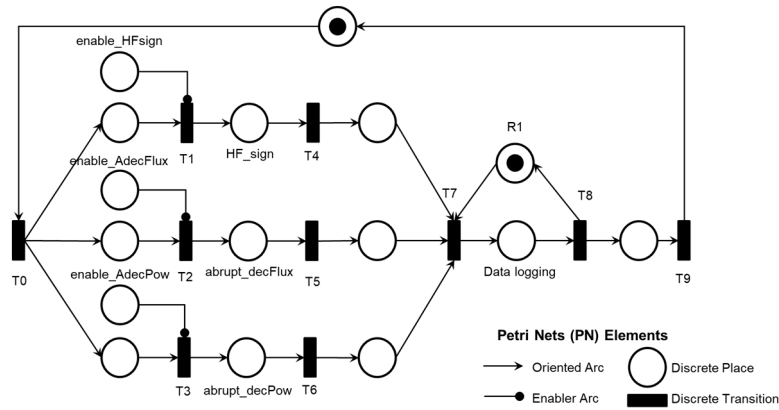 enable_HFsign
T1
HF_sign
T4
R1
enable_AdecFlux
T7
T8
T0
T2
abrupt_decFlux
T5
Data logging
T9
enable_AdecPow
T3
abrupt_decPow
T6
Petri Nets (PN) Elements
Oriented Arc
Discrete Place
Enabler Arc
Discrete Transition